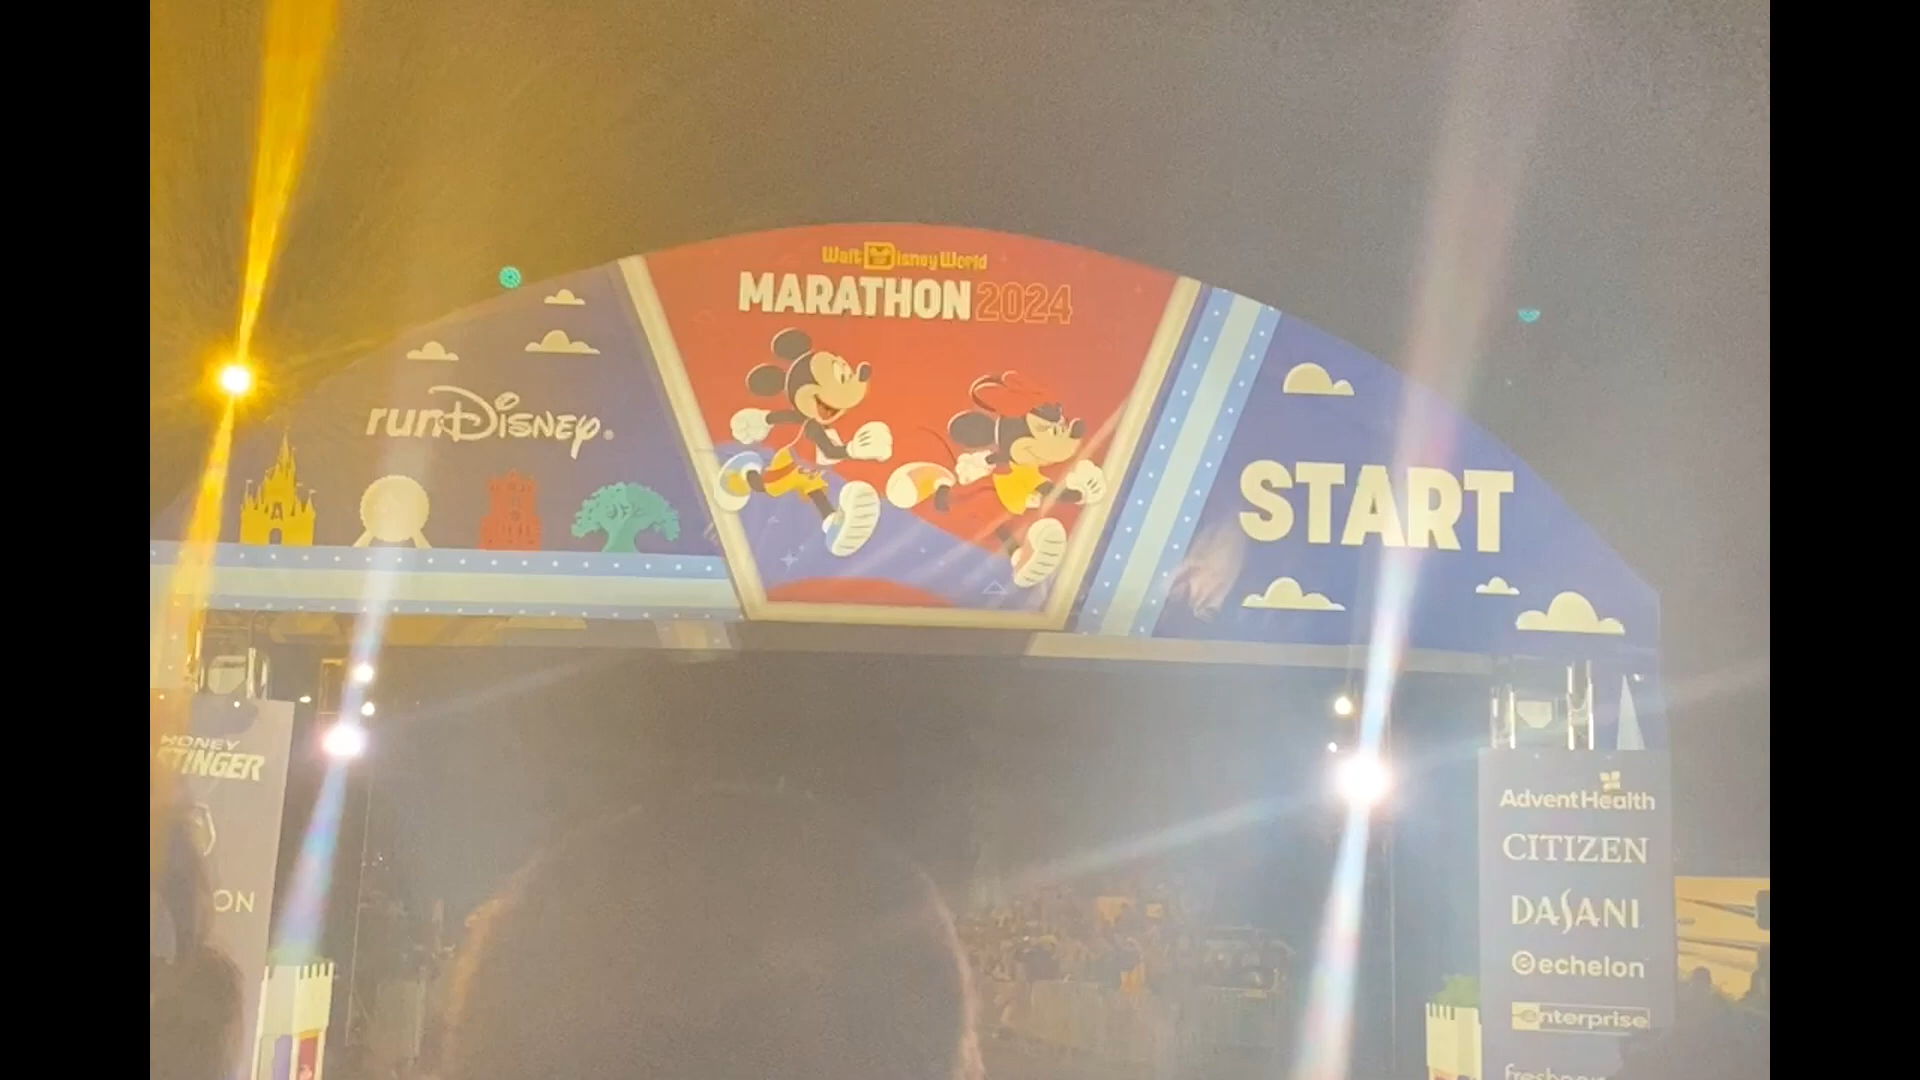 Walt Disney World
MARATHON 2024
runDisney®
START
HONEY
STINGER
AdventHealth
CITIZEN
DASANI
echelon
enterprise